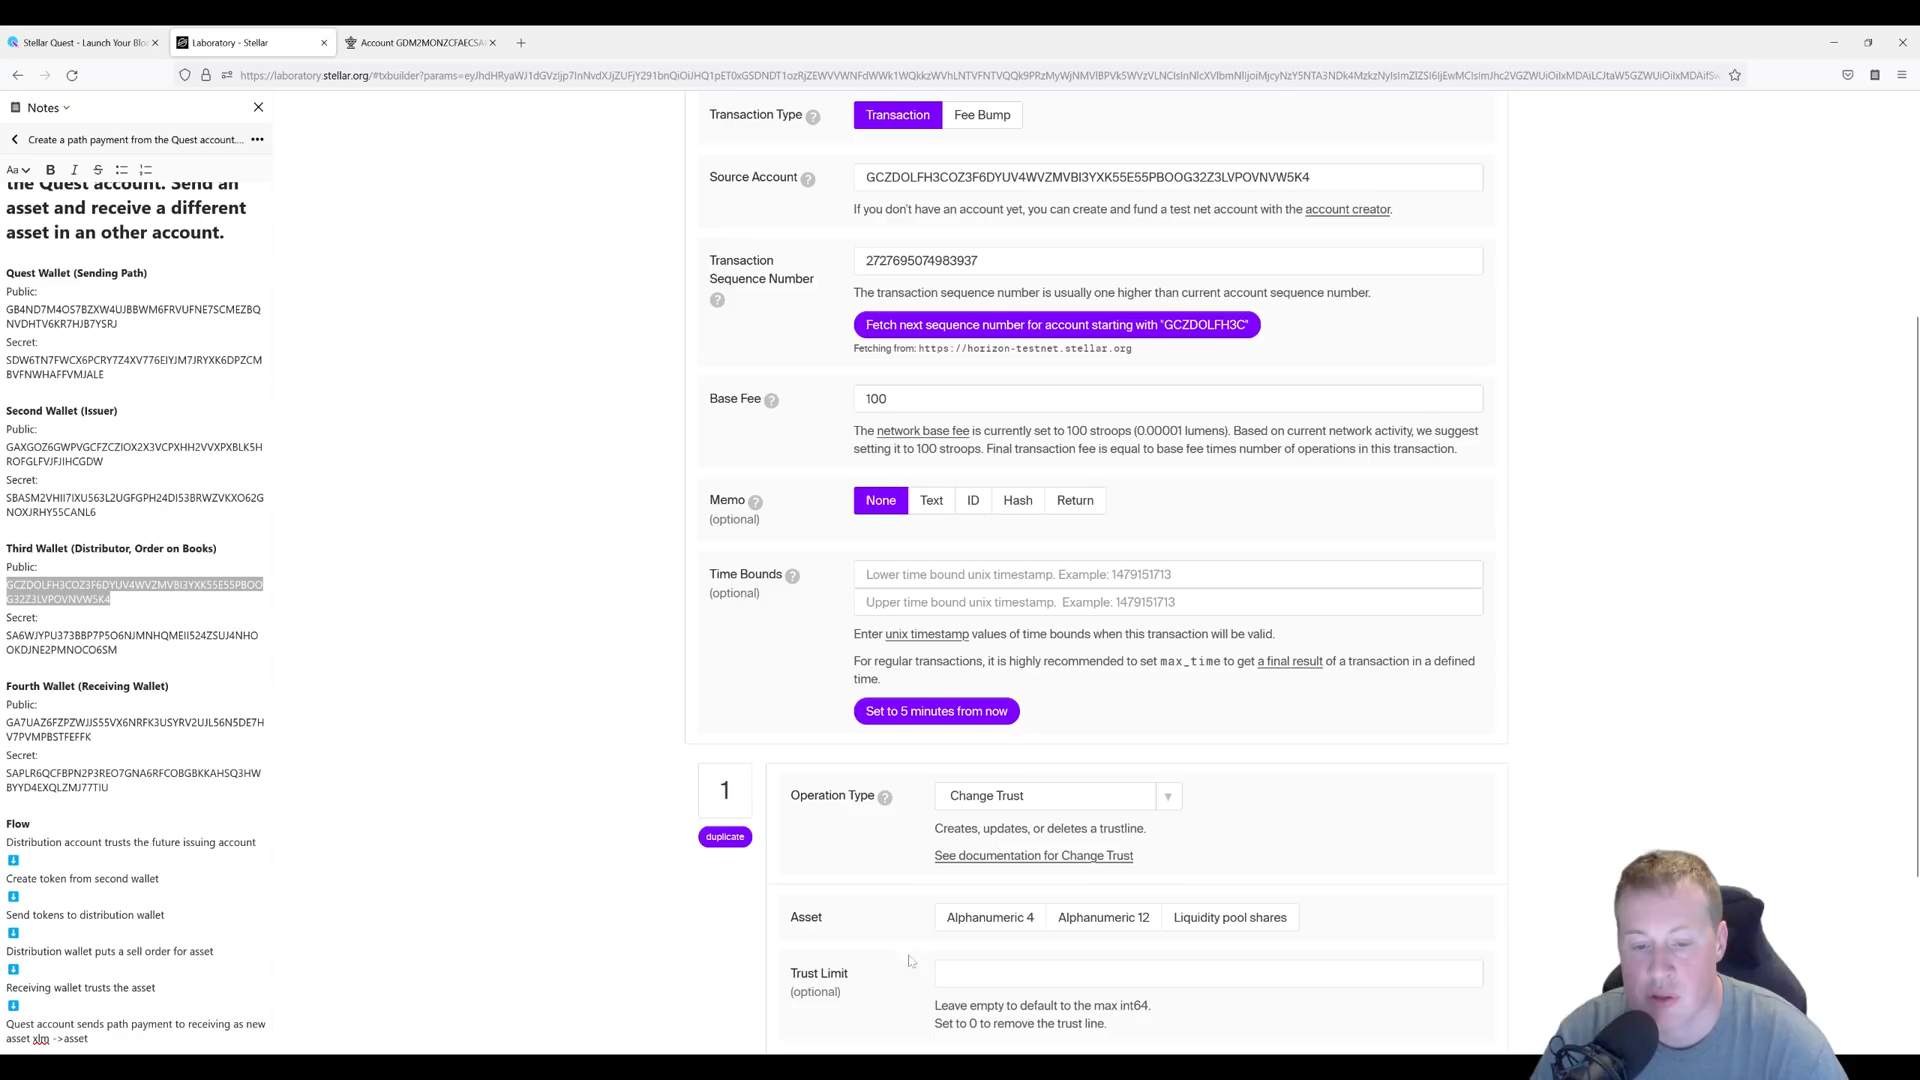 Stellar Quest - Launch Your Bloc
Laboratory - Stellar
Account GDM2MONZCFAECSA
Notes
Create a path payment from the Quest account....
Aa B I S
the Quest account. Send an
asset and receive a different
asset in an other account.
Quest Wallet (Sending Path)
Public:
GB4ND7M4OS7BZXW4UJBBWM6FRVUFNE7SCMEZBQ
NVDHTV6KR7HJB7YSRJ
Secret:
SDW6TN7FWCX6PCRY7Z4XV776EIYJM7JRYXK6DPZCM
BVFNWHAFFVMJALE
Second Wallet (Issuer)
Public:
GAXGOZ6GWPVGCFZCZIOX2X3VCPXHH2VVXPXBLK5H
ROFGLFVJFJIHCGDW
Secret:
SBASM2VHII7IXU563L2UGFGPH24DI53BRWZVKXO62G
NOXJRHY55CANL6
Third Wallet (Distributor, Order on Books)
Public:
GCZDOLFH3COZ3F6DYUV4WVZMVBI3YXK55E55PBOO
G32Z3LVPOVNVW5K4
Secret:
SA6WJYPU373BBP7P5O6NJMNHQMEII524ZSUJ4NHO
OKDJNE2PMNOCO6SM
Fourth Wallet (Receiving Wallet)
Public:
GA7UAZ6FZPZWJJS55VX6NRFK3USYRV2UJL56N5DE7H
V7PVMPBSTFEFFK
Secret:
SAPLR6QCFBPN2P3REO7GNA6RFCOBGBKKAHSQ3HW
BYYD4EXQLZMJ77TIU
Flow
Distribution account trusts the future issuing account
Create token from second wallet
Send tokens to distribution wallet
Distribution wallet puts a sell order for asset
Receiving wallet trusts the asset
Quest account sends path payment to receiving as new
asset xlm ->asset
Transaction Type Transaction Fee Bump
Source Account GCZDOLFH3COZ3F6DYUV4WVZMVBI3YXK55E55PBOOG32Z3LVPOVNVW5K4
If you don't have an account yet, you can create and fund a test net account with the account creator.
Transaction
Sequence Number
2727695074983937
The transaction sequence number is usually one higher than current account sequence number.
Fetch next sequence number for account starting with "GCZDOLFH3C"
Fetching from: https://horizon-testnet.stellar.org
Base Fee 100
The network base fee is currently set to 100 stroops (0.00001 lumens). Based on current network activity, we suggest
setting it to 100 stroops. Final transaction fee is equal to base fee times number of operations in this transaction.
Memo
(optional)
None Text ID Hash Return
Time Bounds
(optional)
Lower time bound unix timestamp. Example: 1479151713
Upper time bound unix timestamp. Example: 1479151713
Enter unix timestamp values of time bounds when this transaction will be valid.
For regular transactions, it is highly recommended to set max_time to get a final result of a transaction in a defined
time.
Set to 5 minutes from now
1
duplicate
Operation Type Change Trust
Creates, updates, or deletes a trustline.
See documentation for Change Trust
Asset Alphanumeric 4 Alphanumeric 12 Liquidity pool shares
Trust Limit
(optional)
Leave empty to default to the max int64.
Set to 0 to remove the trust line.